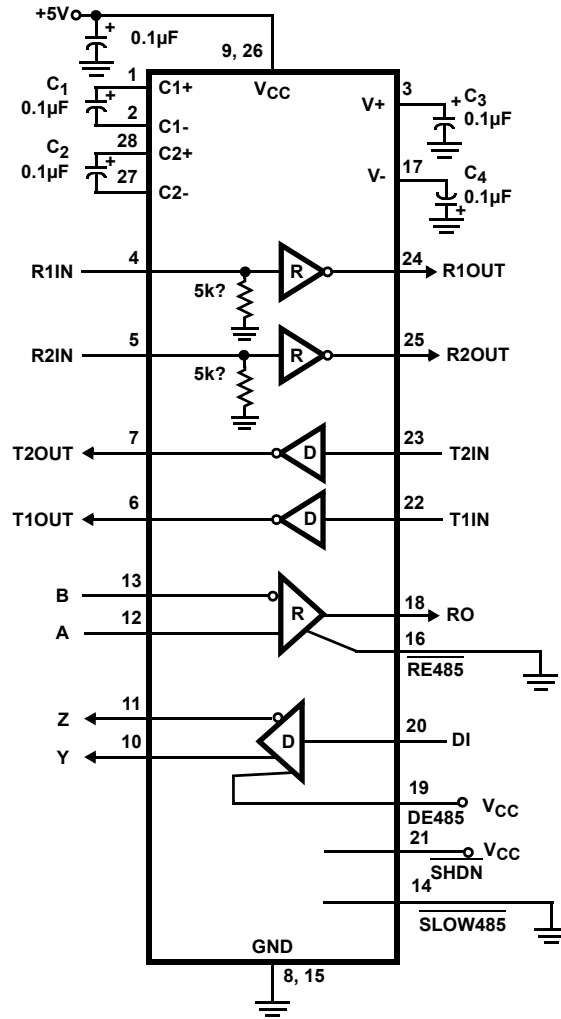 +5V
0.1µF
9, 26
VCC
C1
0.1µF
1
C1+
2
C1-
C2
0.1µF
28
C2+
27
C2-
3
V+
C3
0.1µF
17
V-
C4
0.1µF
R1IN
4
5k?
R
24
R1OUT
R2IN
5
5k?
R
25
R2OUT
T2OUT
7
D
23
T2IN
T1OUT
6
D
22
T1IN
B
13
A
12
R
18
RO
16
RE485
Z
11
Y
10
D
20
DI
19
DE485
VCC
21
SHDN
VCC
14
SLOW485
GND
8, 15
+
+
+
+
+